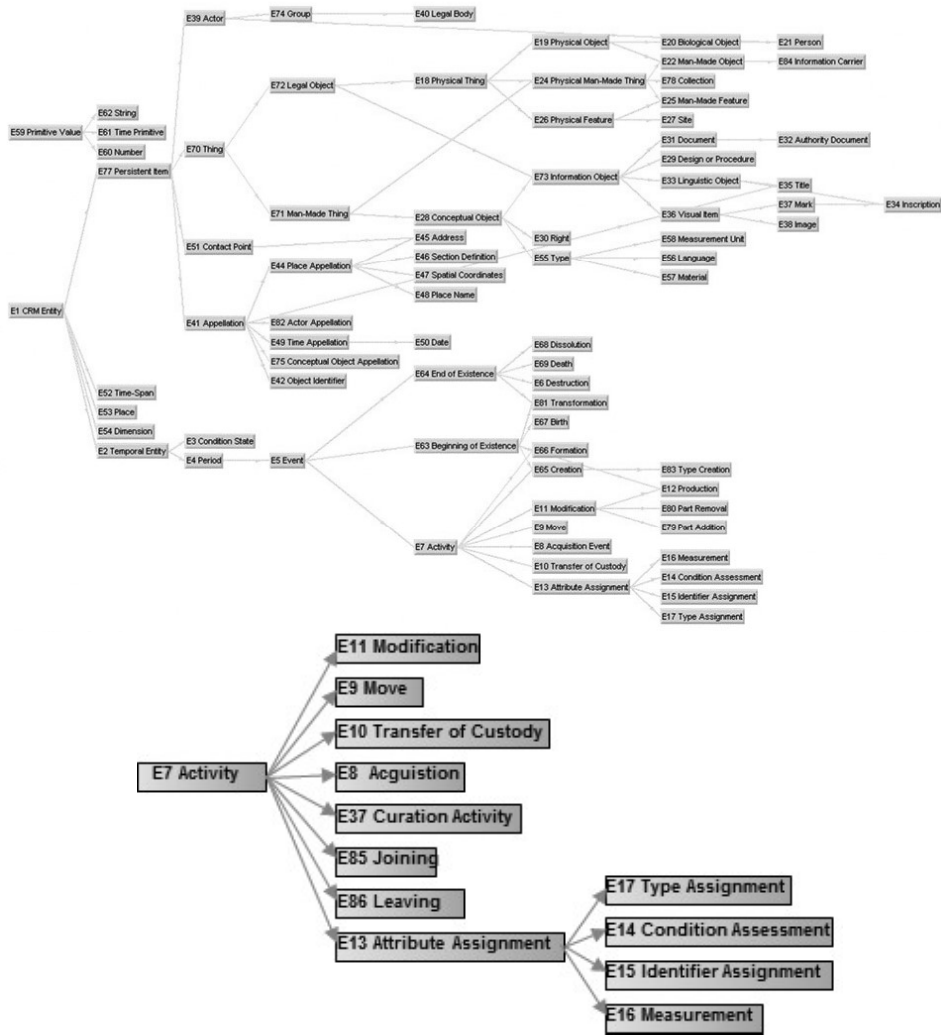 E39 Actor
E74 Group
E40 Legal Body
E19 Physical Object
E20 Biological Object
E21 Person
E22 Man-Made Object
E84 Information Carrier
E72 Legal Object
E18 Physical Thing
E24 Physical Man-Made Thing
E78 Collection
E25 Man-Made Feature
E62 String
E26 Physical Feature
E27 Site
E59 Primitive Value
E61 Time Primitive
E31 Document
E32 Authority Document
E60 Number
E70 Thing
E29 Design or Procedure
E77 Persistent Item
E73 Information Object
E33 Linguistic Object
E35 Title
E37 Mark
E34 Inscription
E71 Man-Made Thing
E28 Conceptual Object
E36 Visual Item
E38 Image
E45 Address
E30 Right
E58 Measurement Unit
E51 Contact Point
E46 Section Definition
E55 Type
E56 Language
E44 Place Appellation
E47 Spatial Coordinates
E57 Material
E48 Place Name
E1 CRM Entity
E41 Appellation
E82 Actor Appellation
E49 Time Appellation
E50 Date
E68 Dissolution
E75 Conceptual Object Appellation
E69 Death
E42 Object Identifier
E64 End of Existence
E6 Destruction
E52 Time-Span
E81 Transformation
E53 Place
E67 Birth
E54 Dimension
E3 Condition State
E2 Temporal Entity
E63 Beginning of Existence
E66 Formation
E4 Period
E5 Event
E65 Creation
E83 Type Creation
E12 Production
E11 Modification
E80 Part Removal
E9 Move
E79 Part Addition
E7 Activity
E8 Acquisition Event
E16 Measurement
E10 Transfer of Custody
E14 Condition Assessment
E13 Attribute Assignment
E15 Identifier Assignment
E17 Type Assignment
E11 Modification
E9 Move
E10 Transfer of Custody
E7 Activity
E8 Acguistion
E37 Curation Activity
E85 Joining
E86 Leaving
E13 Attribute Assignment
E17 Type Assignment
E14 Condition Assessment
E15 Identifier Assignment
E16 Measurement